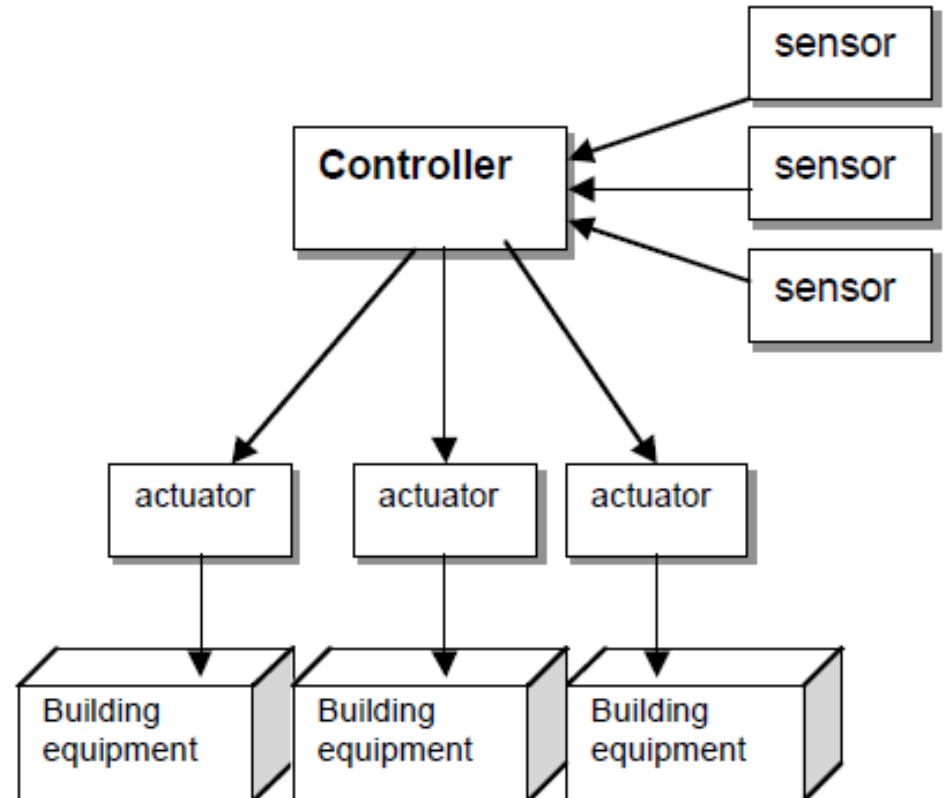 sensor
Controller
sensor
sensor
actuator
actuator
actuator
Building
equipment
Building
equipment
Building
equipment